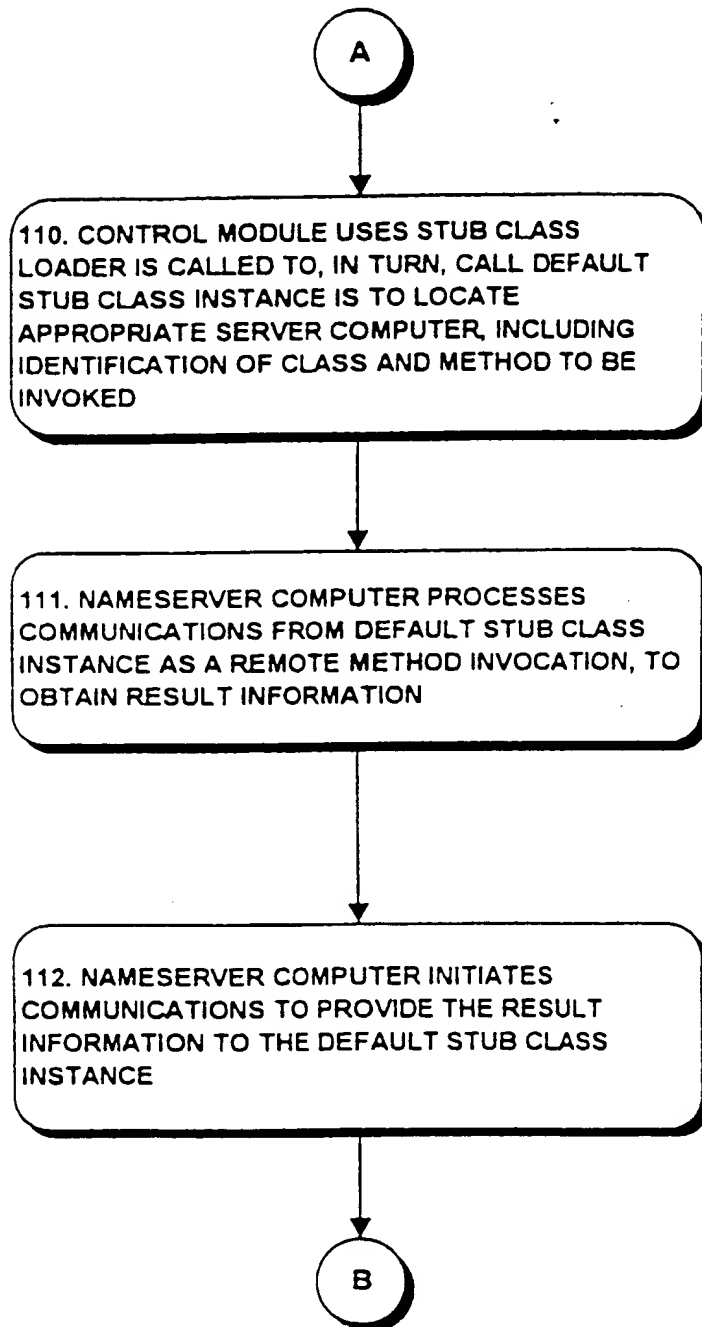 A
110. CONTROL MODULE USES STUB CLASS
LOADER IS CALLED TO, IN TURN, CALL DEFAULT
STUB CLASS INSTANCE IS TO LOCATE
APPROPRIATE SERVER COMPUTER, INCLUDING
IDENTIFICATION OF CLASS AND METHOD TO BE
INVOKED
111. NAMESERVER COMPUTER PROCESSES
COMMUNICATIONS FROM DEFAULT STUB CLASS
INSTANCE AS A REMOTE METHOD INVOCATION, TO
OBTAIN RESULT INFORMATION
112. NAMESERVER COMPUTER INITIATES
COMMUNICATIONS TO PROVIDE THE RESULT
INFORMATION TO THE DEFAULT STUB CLASS
INSTANCE
B